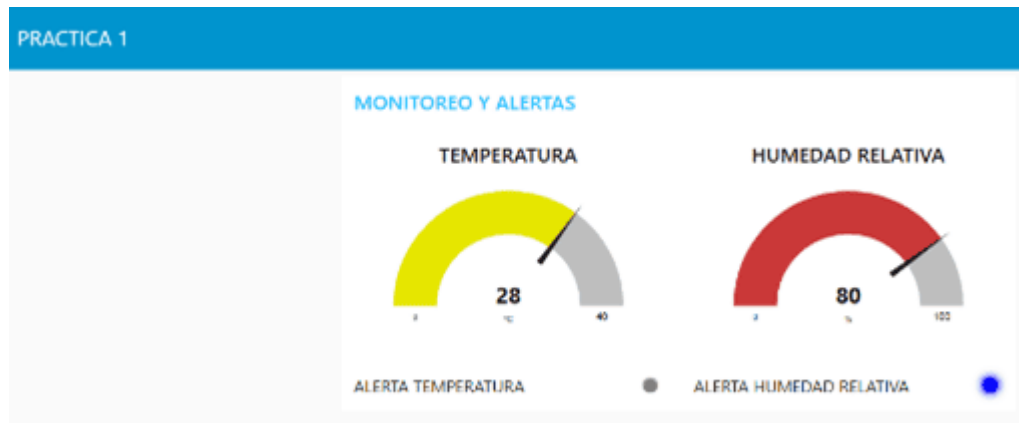 PRACTICA 1
MONITOREO Y ALERTAS
TEMPERATURA
28
°C
40
HUMEDAD RELATIVA
80
%
100
ALERTA TEMPERATURA
ALERTA HUMEDAD RELATIVA